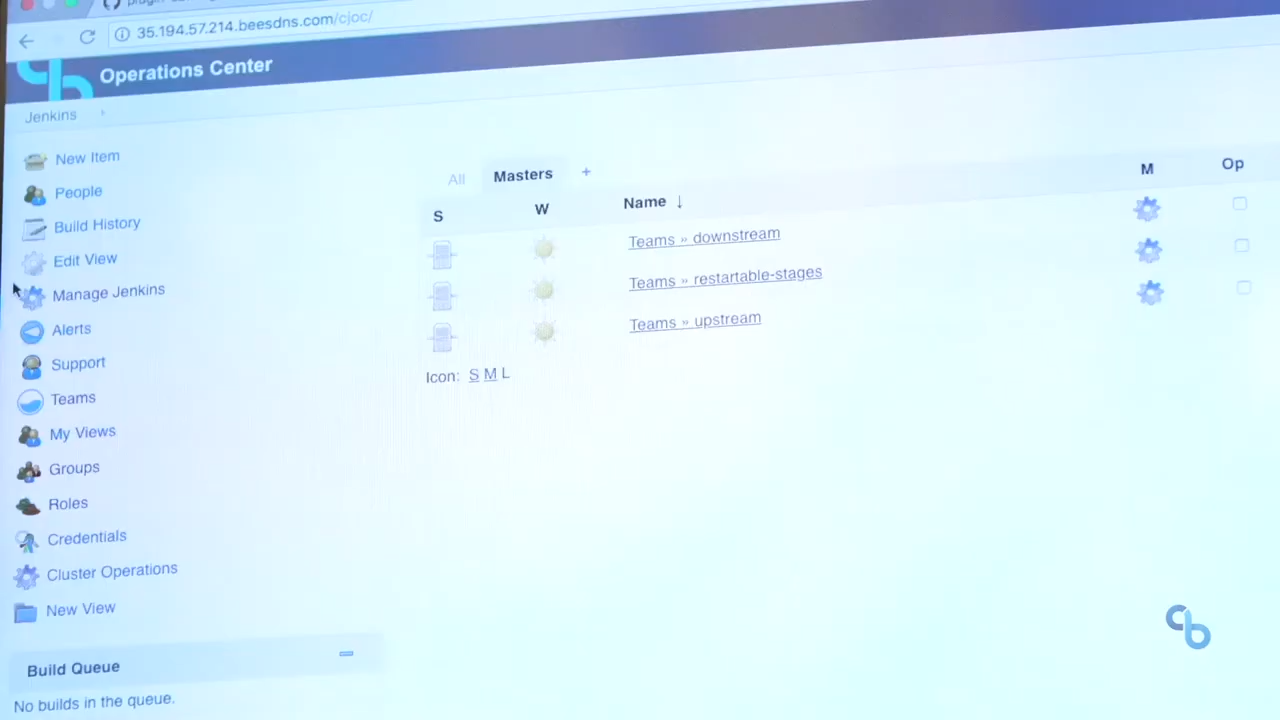 35.194.57.214.beesdns.com/cjoc/
Operations Center
Jenkins
New Item
People
Build History
Edit View
Manage Jenkins
Alerts
Support
Teams
My Views
Groups
Roles
Credentials
Cluster Operations
New View
Build Queue
No builds in the queue.
All Masters +
S W Name ↓ M Op
Teams » downstream
Teams » restartable-stages
Teams » upstream
Icon: S M L